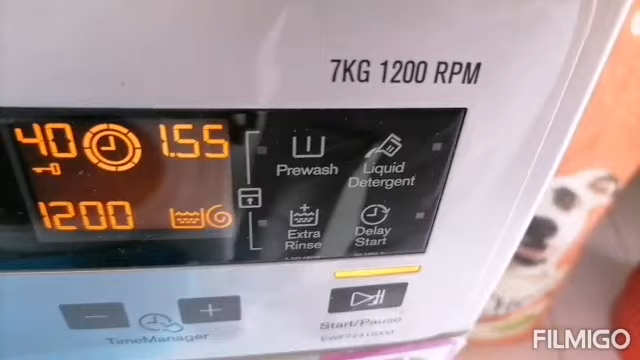 7KG 1200 RPM
40 1.55
Prewash
Liquid
Detergent
1200
Extra
Rinse
Delay
Start
- +
TimeManager
Start/Pause
FILMIGO